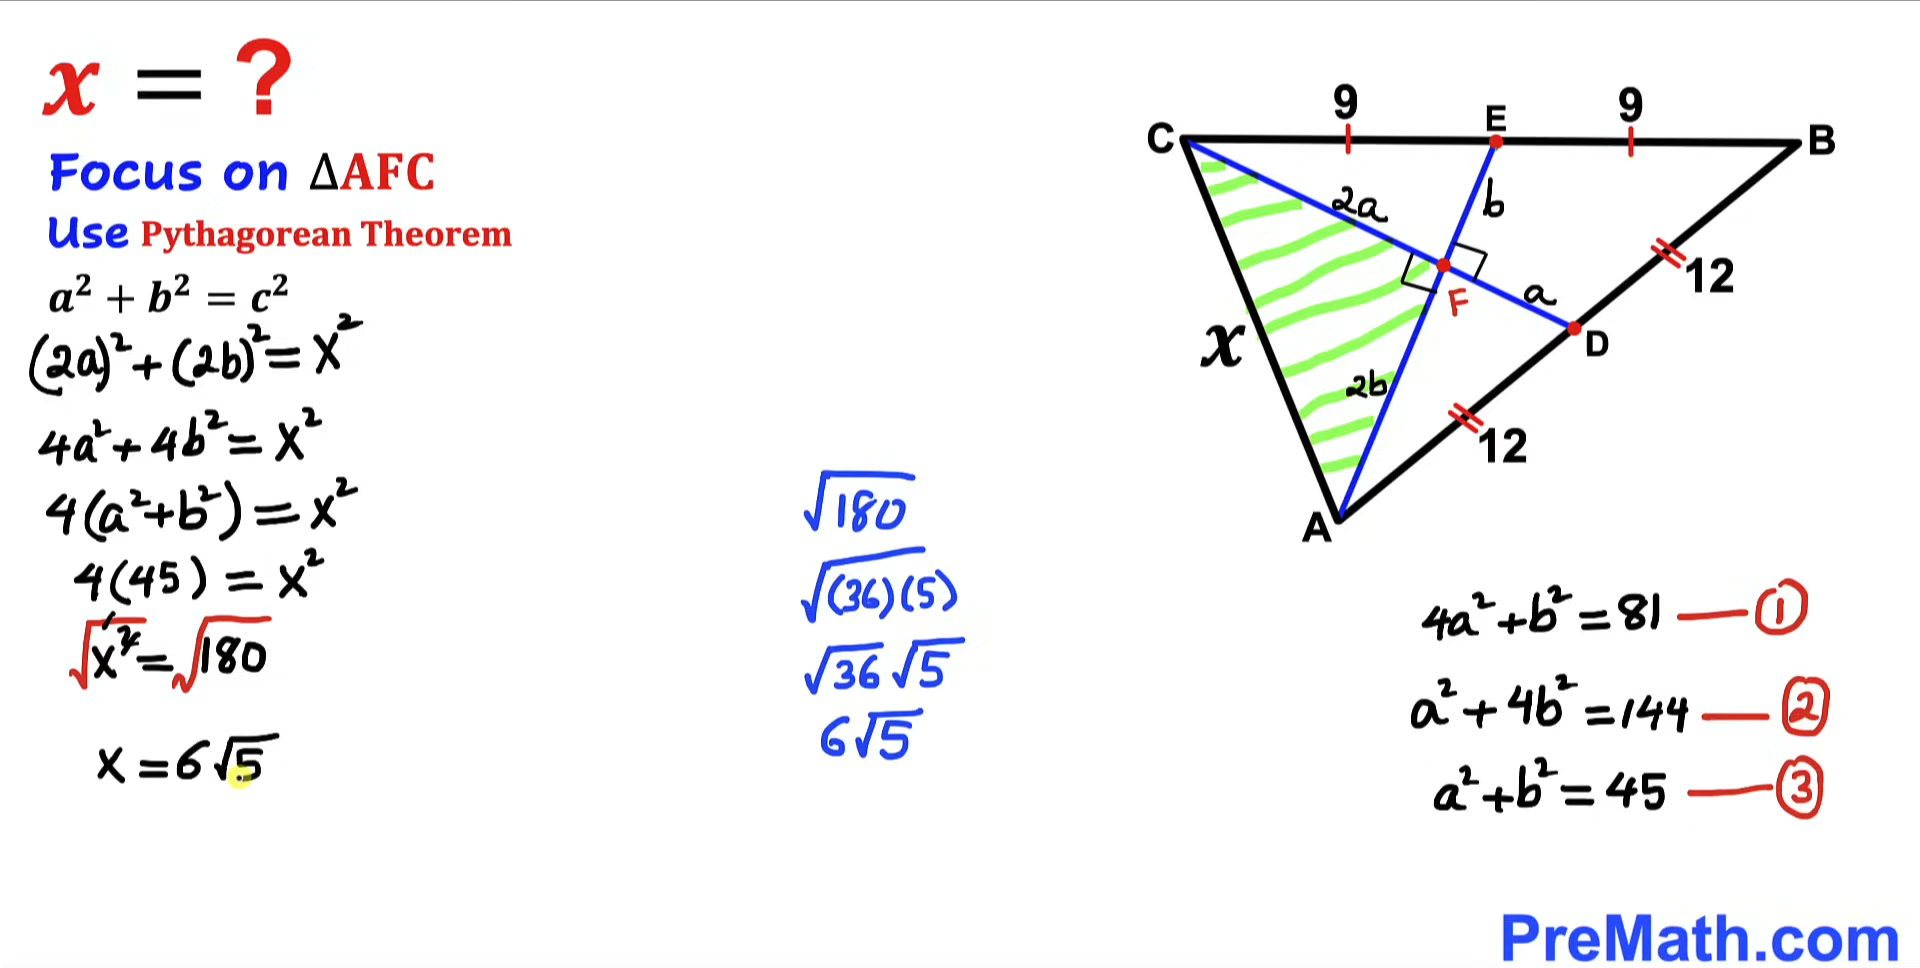 x = ?
Focus on ΔAFC
Use Pythagorean Theorem
a² + b² = c²
(2a)² + (2b)² = x²
4a² + 4b² = x²
4(a² + b²) = x²
4(45) = x²
√x² = √180
x = 6√5
√180
√(36)(5)
√36 √5
6√5
9
9
C
E
B
2a
b
12
a
F
D
x
2b
12
A
4a² + b² = 81 — ①
a² + 4b² = 144 — ②
a² + b² = 45 — ③
PreMath.com